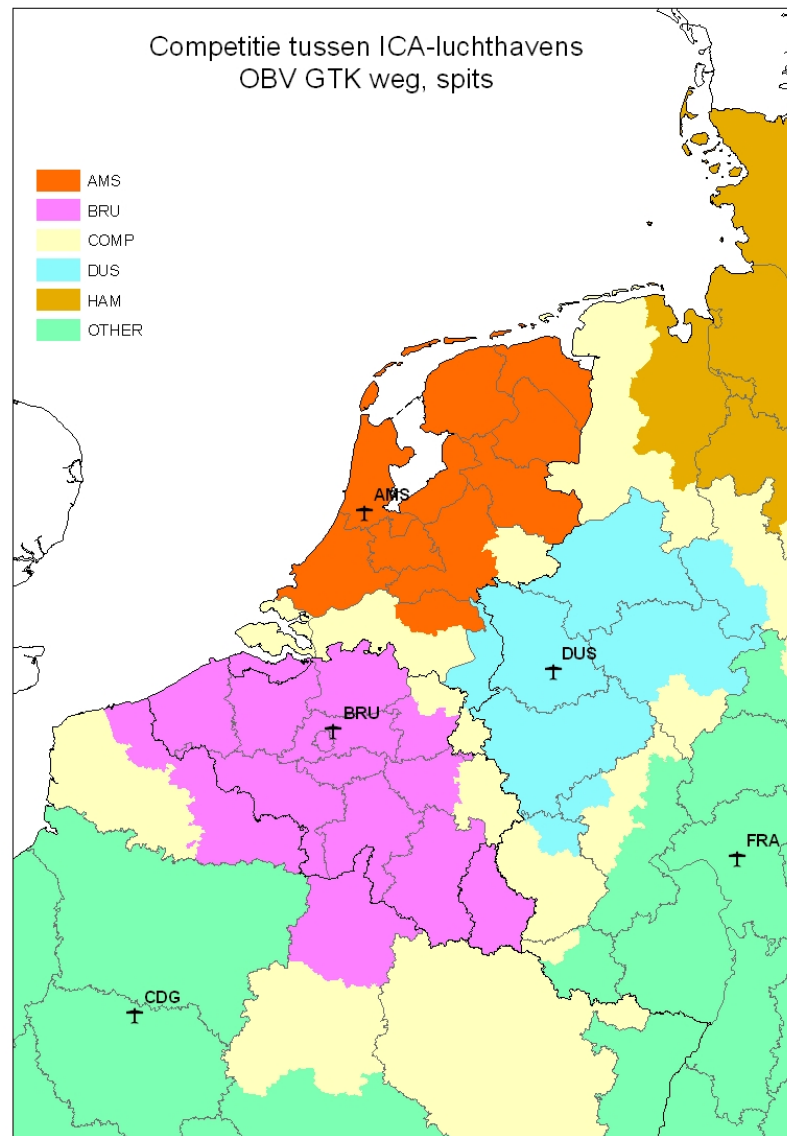 Competitie tussen ICA-luchthavens
OBV GTK weg, spits
AMS
BRU
COMP
DUS
HAM
OTHER
AMS
DUS
BRU
FRA
CDG